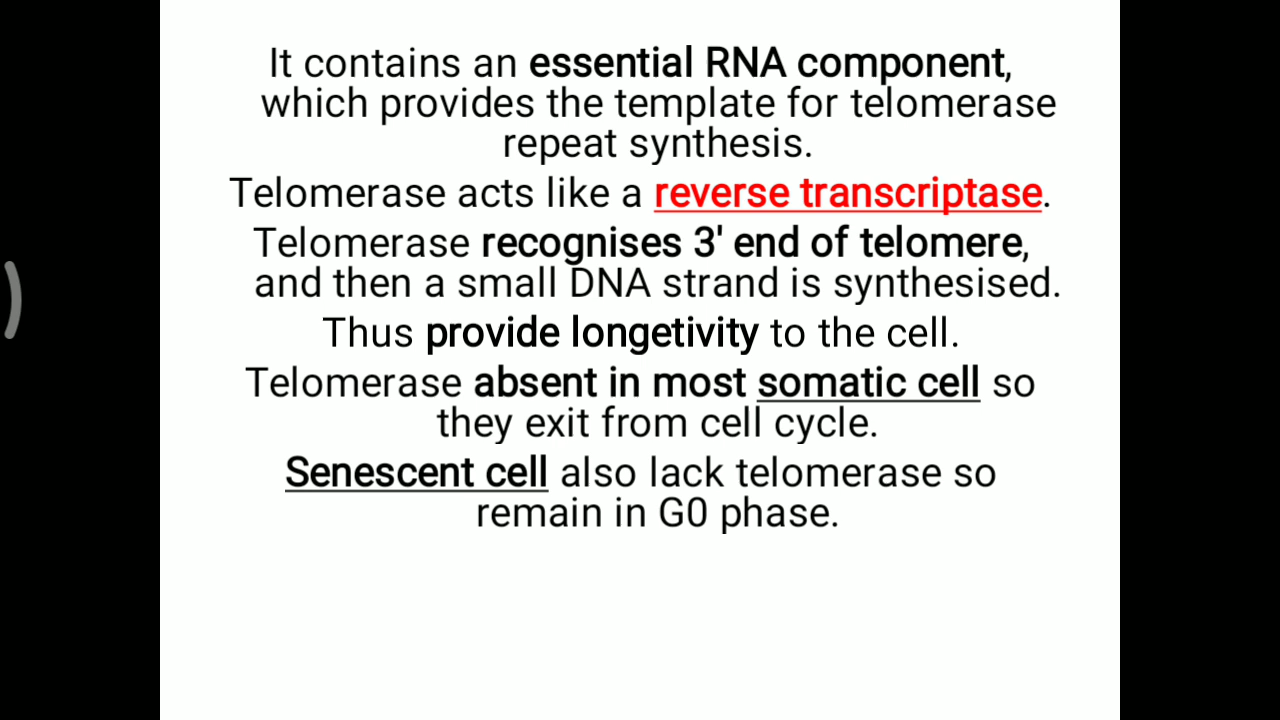 It contains an essential RNA component,
which provides the template for telomerase
repeat synthesis.
Telomerase acts like a reverse transcriptase.
Telomerase recognises 3' end of telomere,
and then a small DNA strand is synthesised.
Thus provide longetivity to the cell.
Telomerase absent in most somatic cell so
they exit from cell cycle.
Senescent cell also lack telomerase so
remain in G0 phase.